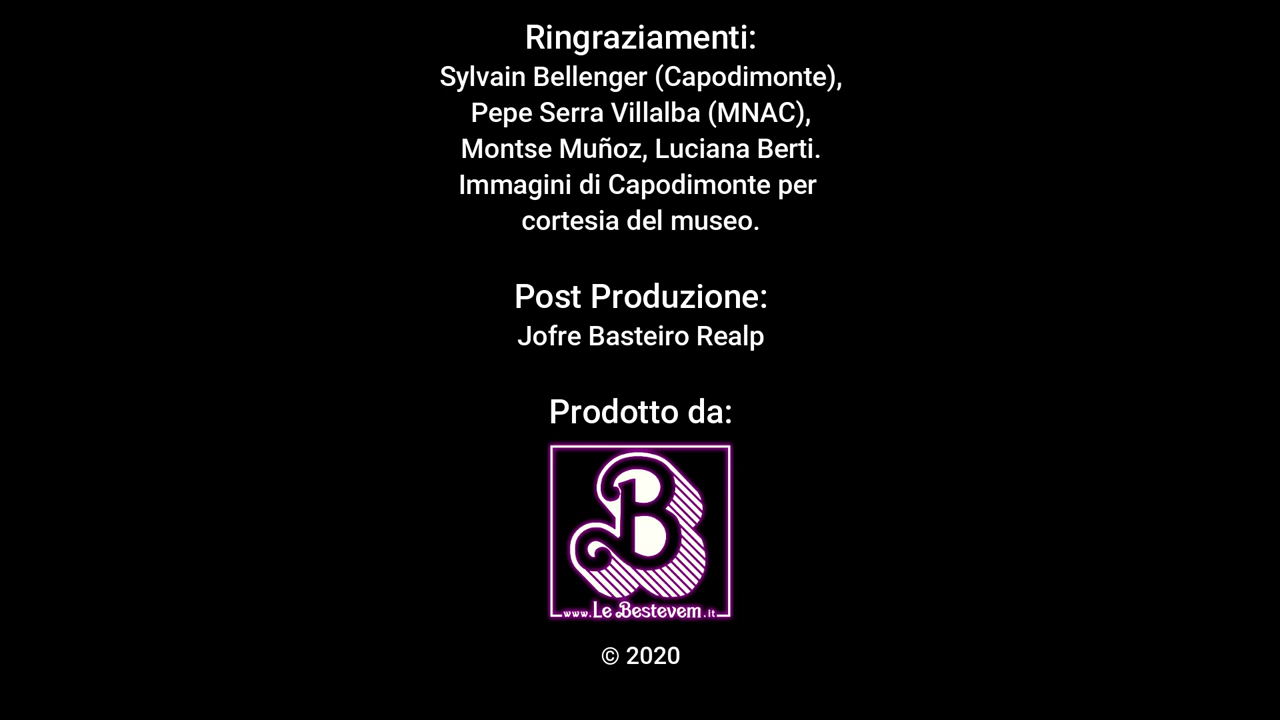 Ringraziamenti:
Sylvain Bellenger (Capodimonte),
Pepe Serra Villalba (MNAC),
Montse Muñoz, Luciana Berti.
Immagini di Capodimonte per
cortesia del museo.
Post Produzione:
Jofre Basteiro Realp
Prodotto da:
B
www.Le Bestevem.it
© 2020